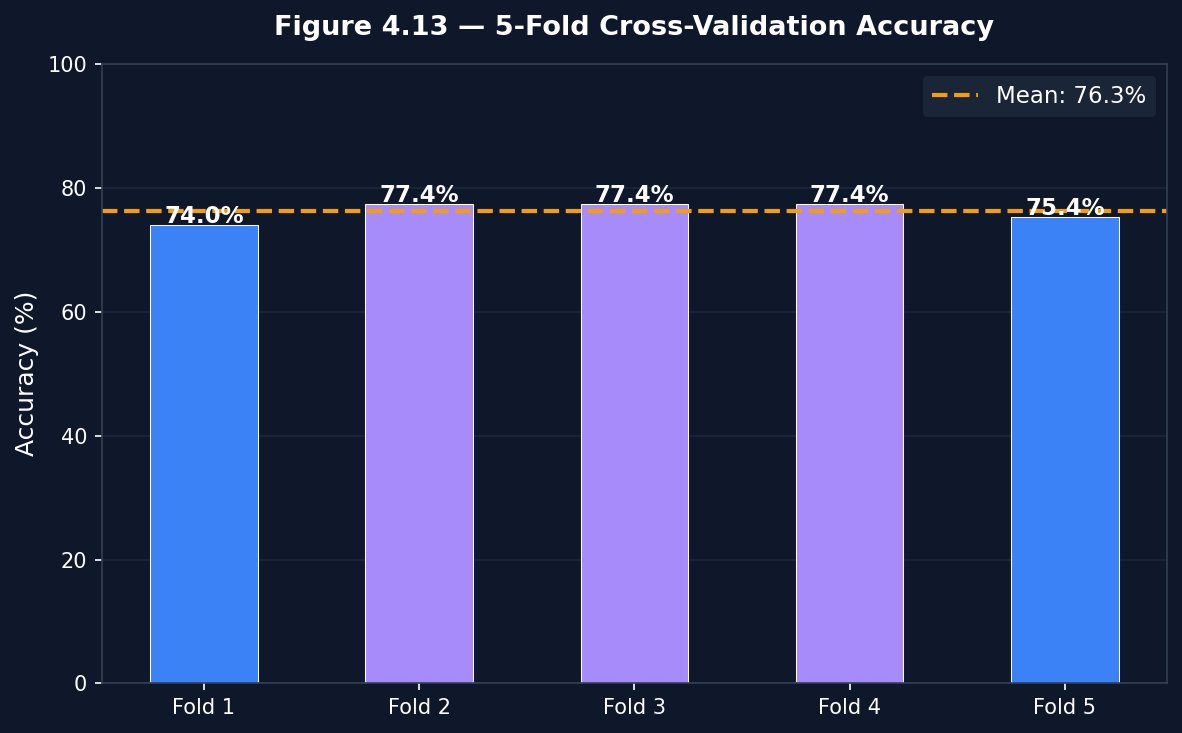 Figure 4.13 — 5-Fold Cross-Validation Accuracy
Mean: 76.3%
Accuracy (%)
100
80
60
40
20
0
74.0%
77.4%
77.4%
77.4%
75.4%
Fold 1
Fold 2
Fold 3
Fold 4
Fold 5